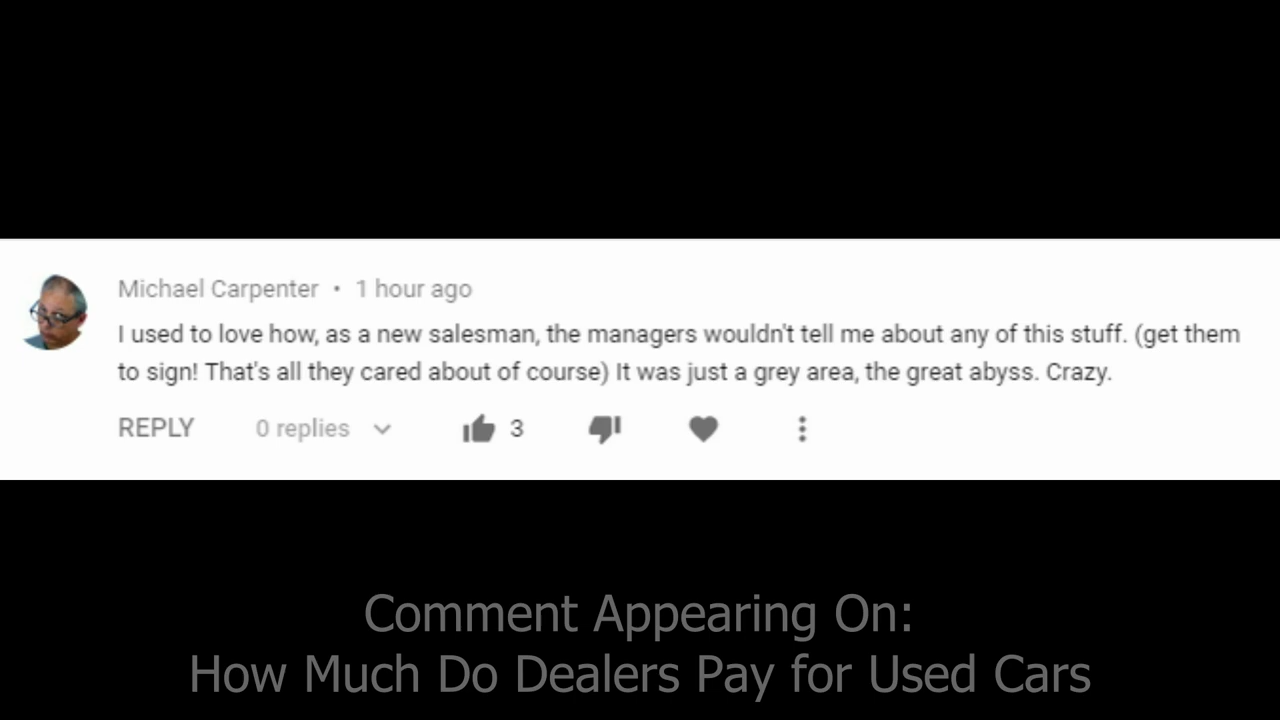 Michael Carpenter • 1 hour ago
I used to love how, as a new salesman, the managers wouldn't tell me about any of this stuff. (get them
to sign! That's all they cared about of course) It was just a grey area, the great abyss. Crazy.
REPLY 0 replies 3
Comment Appearing On:
How Much Do Dealers Pay for Used Cars